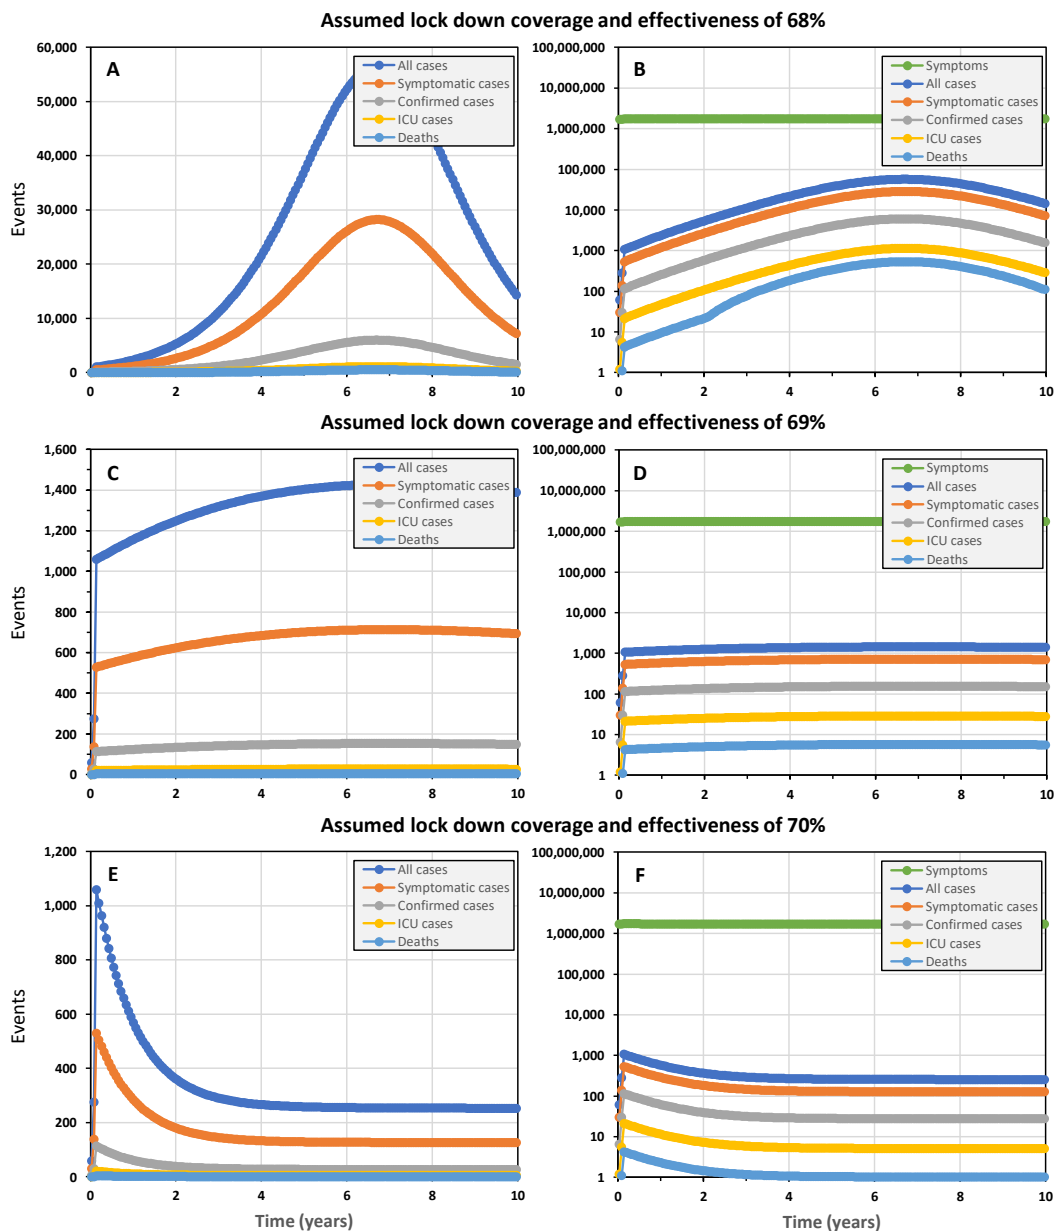 Assumed lock down coverage and effectiveness of 68%
A
All cases
Symptomatic cases
Confirmed cases
ICU cases
Deaths
60,000
50,000
40,000
30,000
20,000
10,000
0
0 2 4 6 8 10
Events
B
Symptoms
All cases
Symptomatic cases
Confirmed cases
ICU cases
Deaths
100,000,000
10,000,000
1,000,000
100,000
10,000
1,000
100
10
1
0 2 4 6 8 10
Assumed lock down coverage and effectiveness of 69%
C
All cases
Symptomatic cases
Confirmed cases
ICU cases
Deaths
1,600
1,400
1,200
1,000
800
600
400
200
0
0 2 4 6 8 10
Events
D
Symptoms
All cases
Symptomatic cases
Confirmed cases
ICU cases
Deaths
100,000,000
10,000,000
1,000,000
100,000
10,000
1,000
100
10
1
0 2 4 6 8 10
Assumed lock down coverage and effectiveness of 70%
E
All cases
Symptomatic cases
Confirmed cases
ICU cases
Deaths
1,200
1,000
800
600
400
200
0
0 2 4 6 8 10
Events
Time (years)
F
Symptoms
All cases
Symptomatic cases
Confirmed cases
ICU cases
Deaths
100,000,000
10,000,000
1,000,000
100,000
10,000
1,000
100
10
1
0 2 4 6 8 10
Time (years)